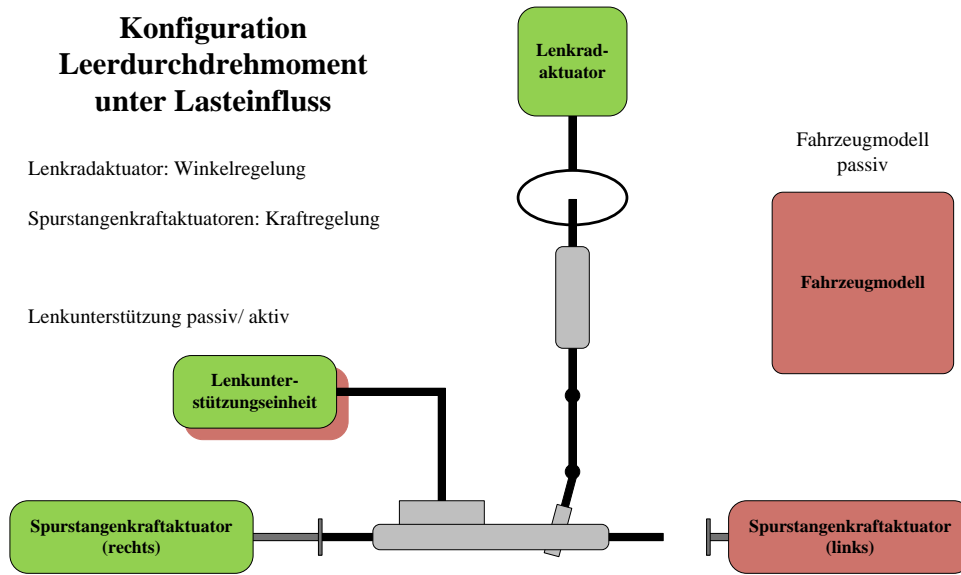 Konfiguration
Leerdurchdrehmoment
unter Lasteinfluss
Lenkrad-
aktuator
Lenkradaktuator: Winkelregelung
Spurstangenkraftaktuatoren: Kraftregelung
Fahrzeugmodell
passiv
Fahrzeugmodell
Lenkunterstützung passiv/ aktiv
Lenkunter-
stützungseinheit
Spurstangenkraftaktuator
(rechts)
Spurstangenkraftaktuator
(links)